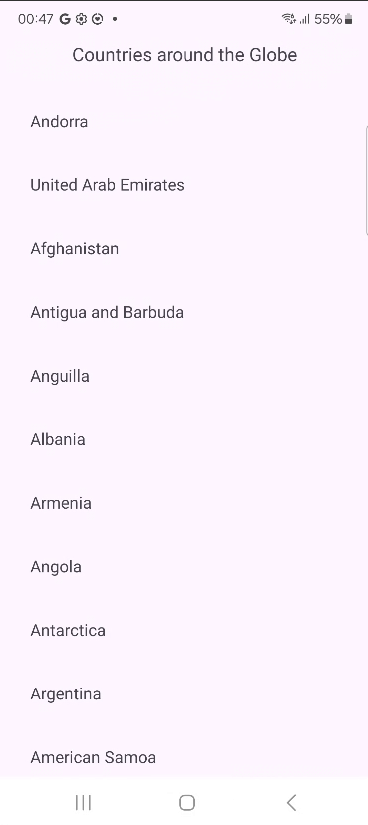 00:47 G 55%
Countries around the Globe
Andorra
United Arab Emirates
Afghanistan
Antigua and Barbuda
Anguilla
Albania
Armenia
Angola
Antarctica
Argentina
American Samoa